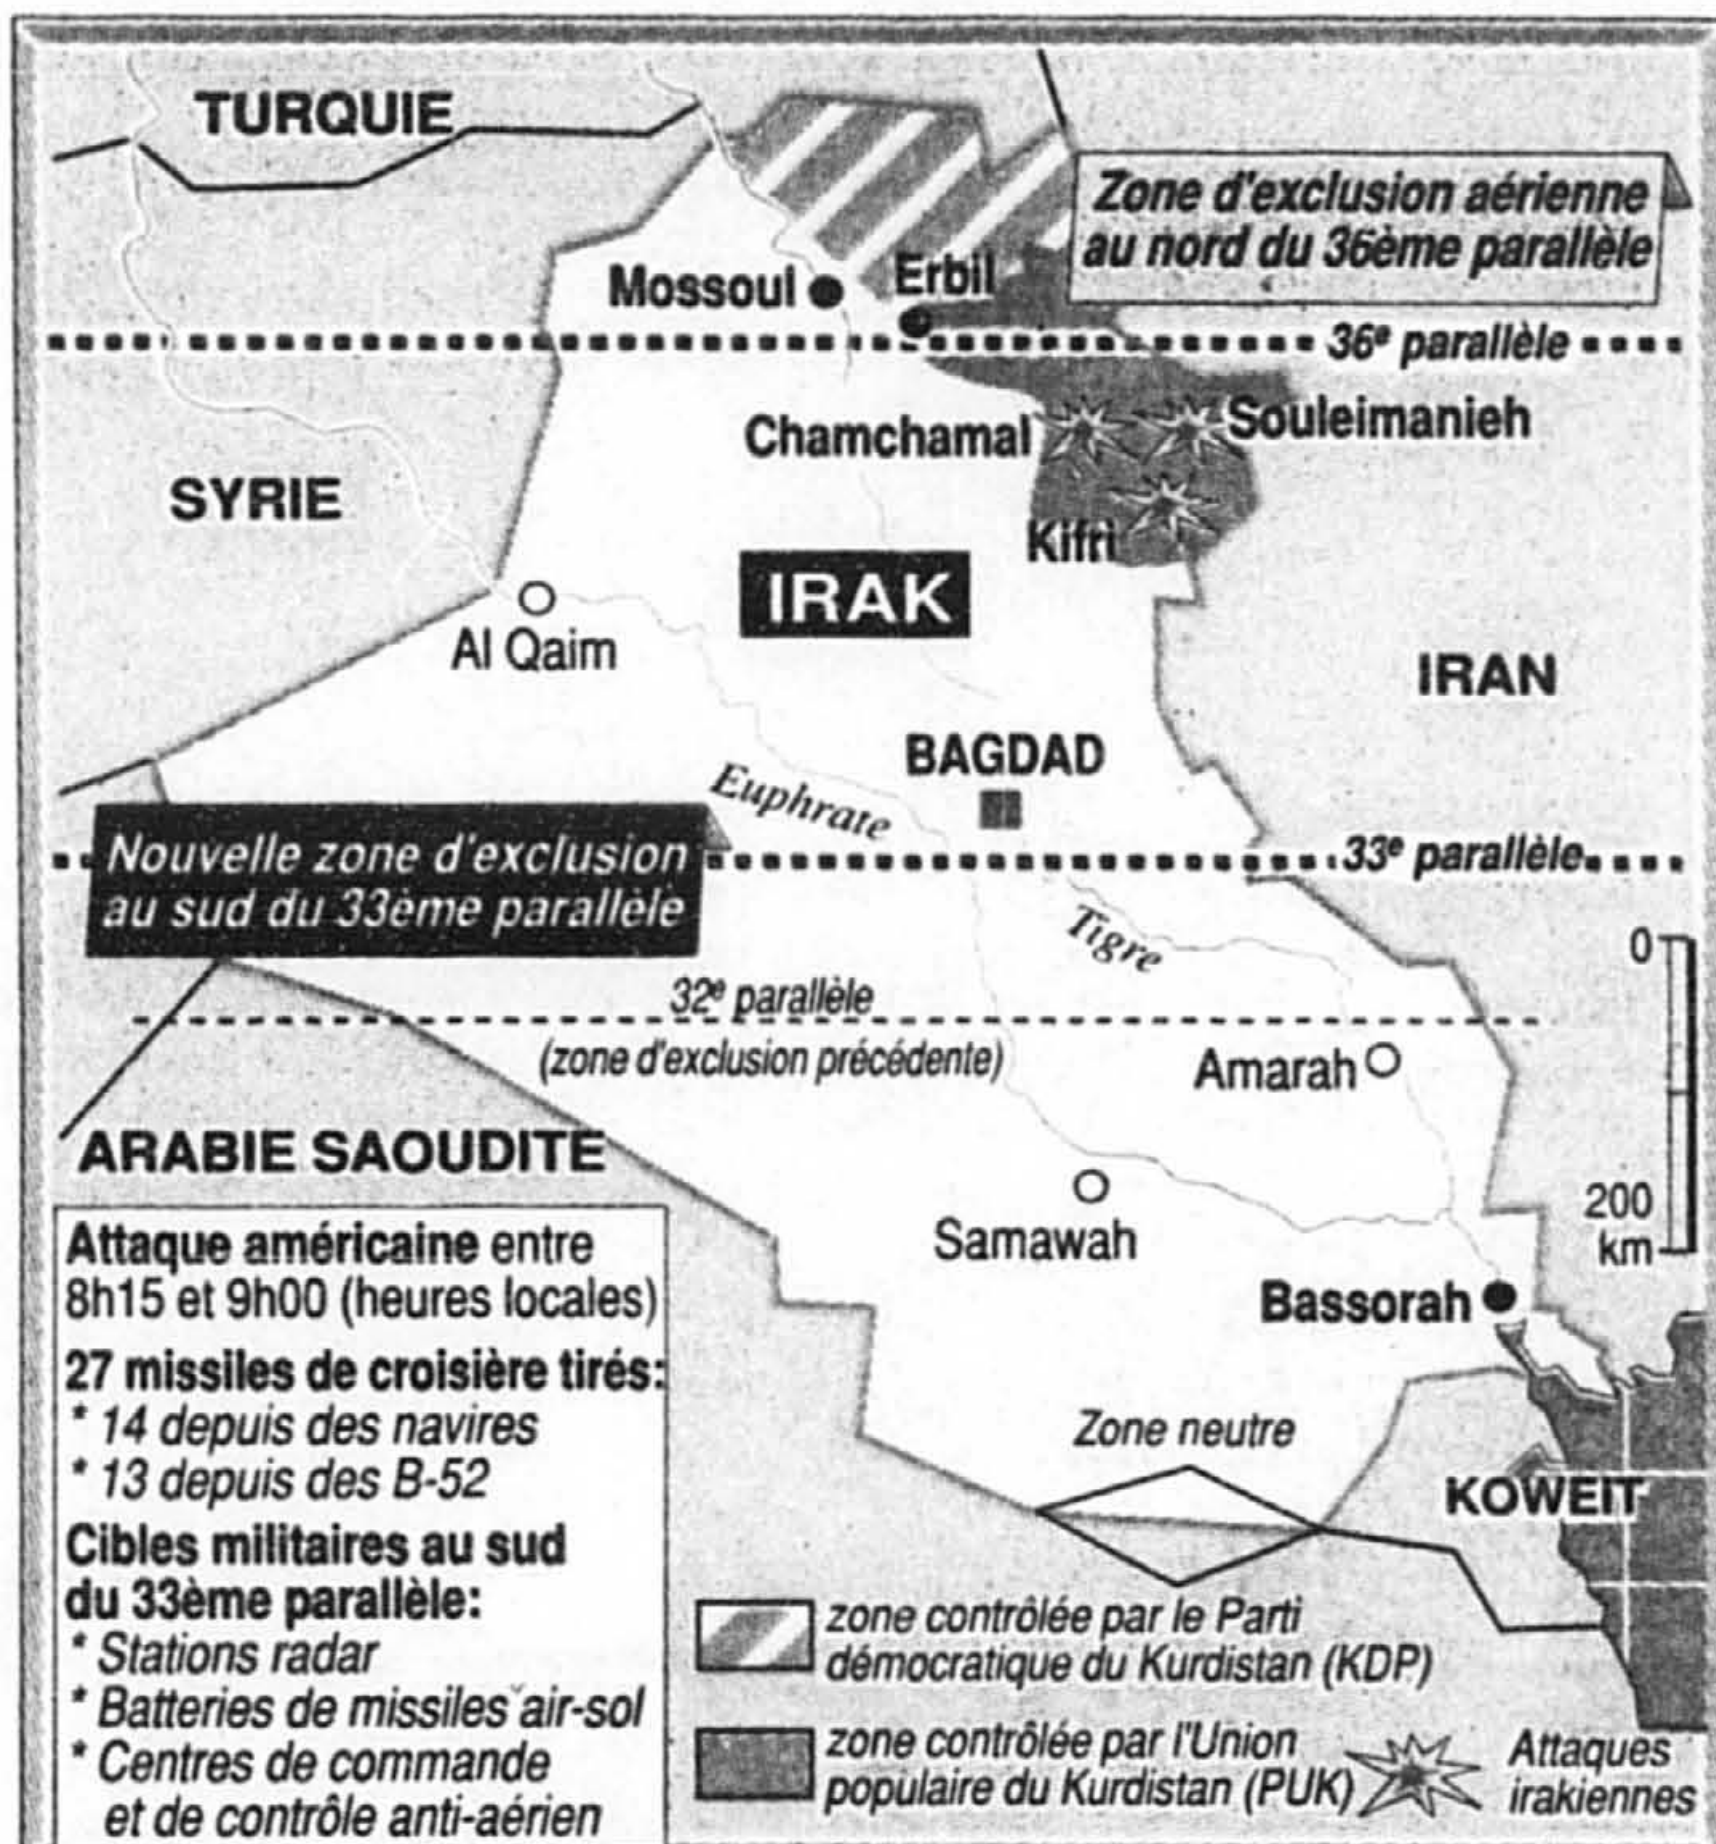 TURQUIE
Zone d'exclusion aérienne
au nord du 36ème parallèle
Mossoul
Erbil
36e parallèle
Chamchamal
Souleimanieh
SYRIE
Kifri
IRAK
Al Qaim
IRAN
BAGDAD
Euphrate
Nouvelle zone d'exclusion
au sud du 33ème parallèle
33e parallèle
Tigre
0
32e parallèle
(zone d'exclusion précédente)
Amarah
ARABIE SAOUDITE
200
km
Samawah
Bassorah
Attaque américaine entre
8h15 et 9h00 (heures locales)
27 missiles de croisière tirés:
* 14 depuis des navires
* 13 depuis des B-52
Cibles militaires au sud
du 33ème parallèle:
* Stations radar
* Batteries de missiles air-sol
* Centres de commande
et de contrôle anti-aérien
Zone neutre
KOWEIT
zone contrôlée par le Parti
démocratique du Kurdistan (KDP)
zone contrôlée par l'Union
populaire du Kurdistan (PUK)
Attaques
irakiennes